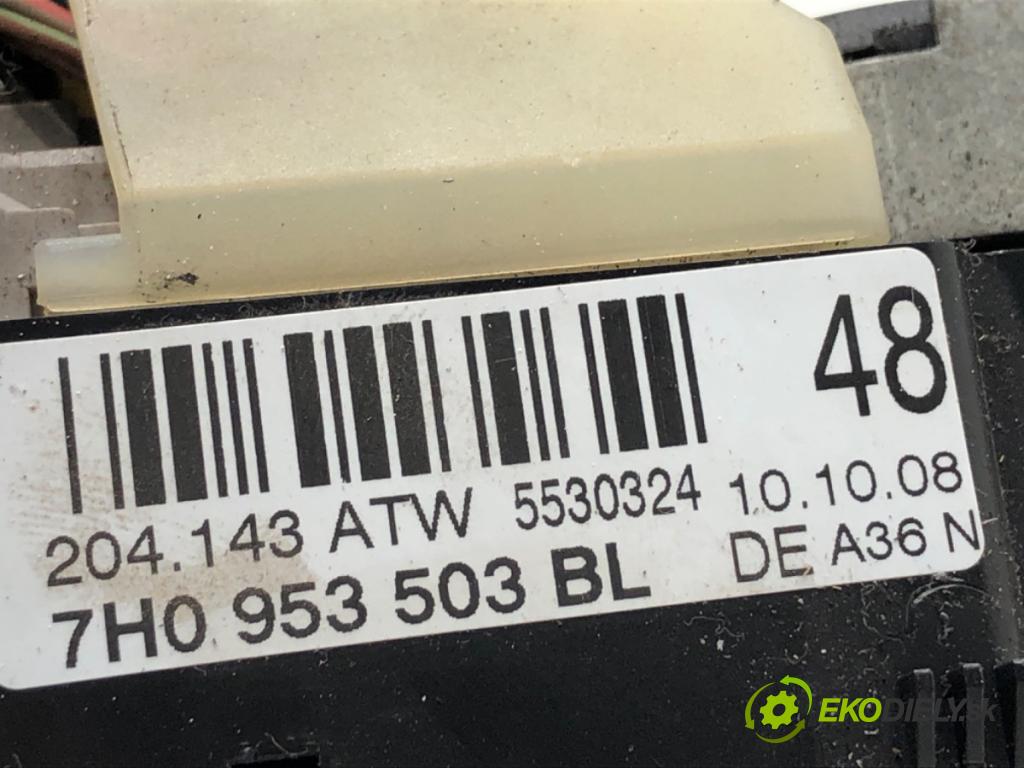 48
204.143 ATW 5530324 10.10.08
7H0 953 503 BL DE A36 N
EKODIELY.sk